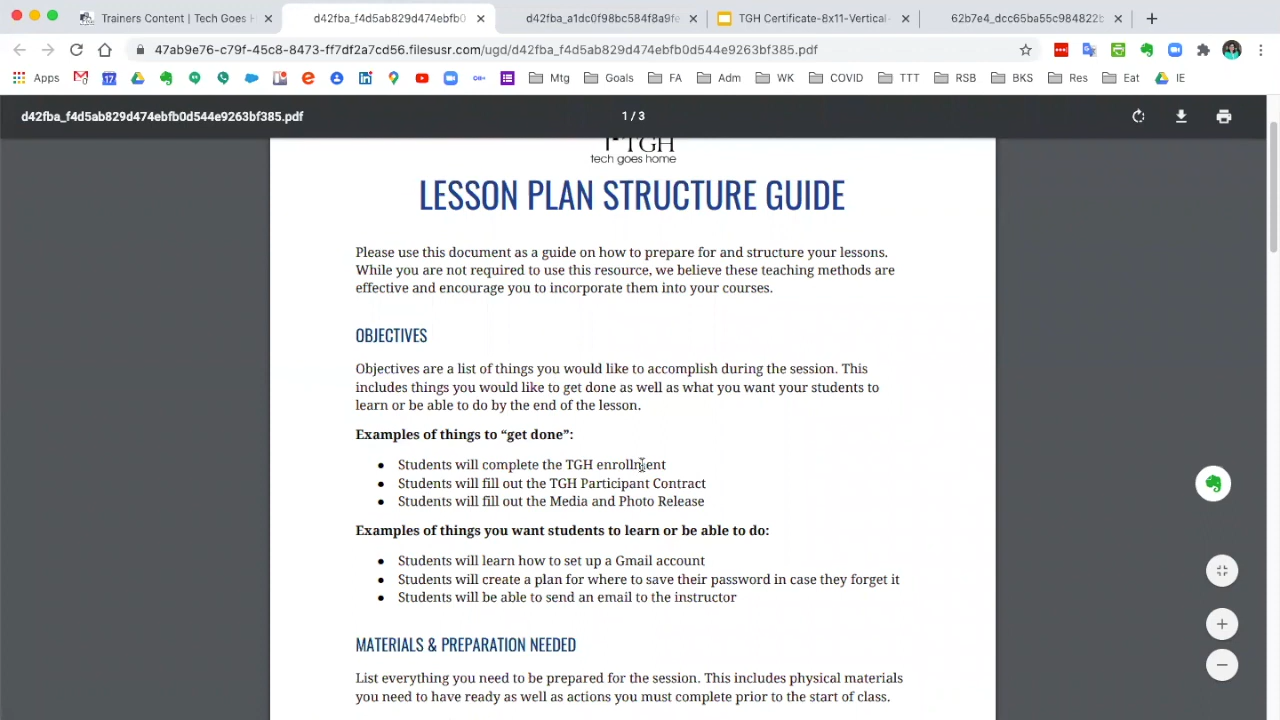 Trainers Content | Tech Goes H
d42fba_f4d5ab829d474ebfb0
d42fba_a1dc0f98bc584f8a9fe
TGH Certificate-8x11-Vertical-
62b7e4_dcc65ba55c984822b
47ab9e76-c79f-45c8-8473-ff7df2a7cd56.filesusr.com/ugd/d42fba_f4d5ab829d474ebfb0d544e9263bf385.pdf
Apps Mtg Goals FA Adm WK COVID TTT RSB BKS Res Eat IE
d42fba_f4d5ab829d474ebfb0d544e9263bf385.pdf
1 / 3
TGH
tech goes home
LESSON PLAN STRUCTURE GUIDE
Please use this document as a guide on how to prepare for and structure your lessons.
While you are not required to use this resource, we believe these teaching methods are
effective and encourage you to incorporate them into your courses.
OBJECTIVES
Objectives are a list of things you would like to accomplish during the session. This
includes things you would like to get done as well as what you want your students to
learn or be able to do by the end of the lesson.
Examples of things to “get done”:
● Students will complete the TGH enrollment
● Students will fill out the TGH Participant Contract
● Students will fill out the Media and Photo Release
Examples of things you want students to learn or be able to do:
● Students will learn how to set up a Gmail account
● Students will create a plan for where to save their password in case they forget it
● Students will be able to send an email to the instructor
MATERIALS & PREPARATION NEEDED
List everything you need to be prepared for the session. This includes physical materials
you need to have ready as well as actions you must complete prior to the start of class.